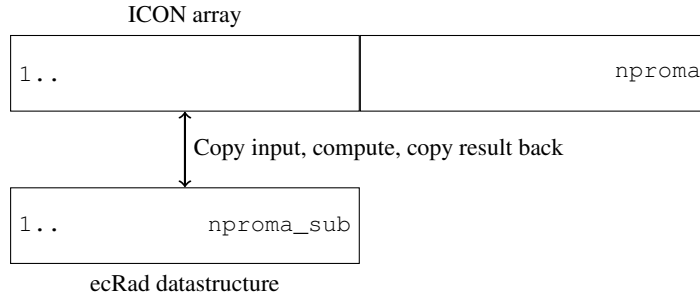 ICON array
1.. nproma
Copy input, compute, copy result back
1.. nproma_sub
ecRad datastructure